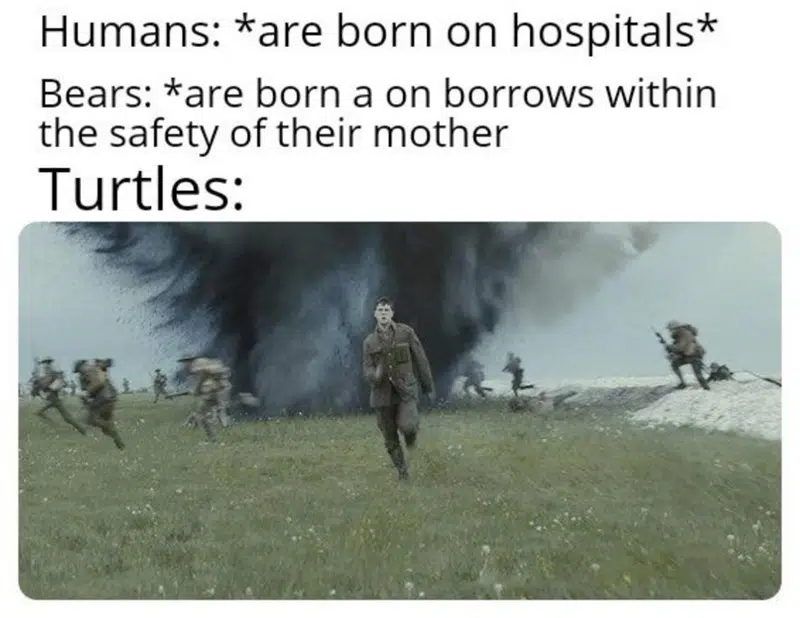 Humans: *are born on hospitals*
Bears: *are born a on borrows within
the safety of their mother
Turtles: